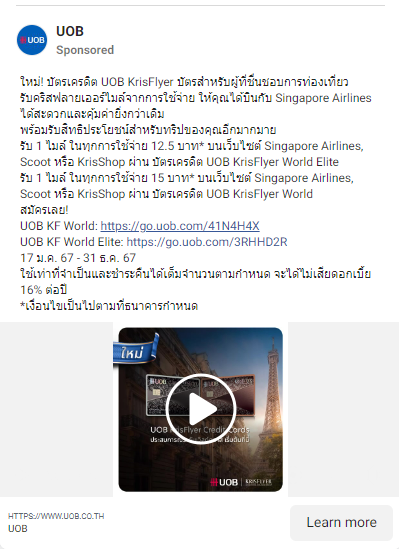 UOB
UOB
Sponsored
ใหม่! บัตรเครดิต UOB KrisFlyer บัตรสำหรับผู้ที่ชื่นชอบการท่องเที่ยว
รับคริสฟลายเออร์ไมล์จากการใช้จ่าย ให้คุณได้บินกับ Singapore Airlines
ได้สะดวกและคุ้มค่ายิ่งกว่าเดิม
พร้อมรับสิทธิประโยชน์สำหรับทริปของคุณอีกมากมาย
รับ 1 ไมล์ ในทุกการใช้จ่าย 12.5 บาท* บนเว็บไซต์ Singapore Airlines,
Scoot หรือ KrisShop ผ่าน บัตรเครดิต UOB KrisFlyer World Elite
รับ 1 ไมล์ ในทุกการใช้จ่าย 15 บาท* บนเว็บไซต์ Singapore Airlines,
Scoot หรือ KrisShop ผ่าน บัตรเครดิต UOB KrisFlyer World
สมัครเลย!
UOB KF World: https://go.uob.com/41N4H4X
UOB KF World Elite: https://go.uob.com/3RHHD2R
17 ม.ค. 67 - 31 ธ.ค. 67
ใช้เท่าที่จำเป็นและชำระคืนได้เต็มจำนวนตามกำหนด จะได้ไม่เสียดอกเบี้ย
16% ต่อปี
*เงื่อนไขเป็นไปตามที่ธนาคารกำหนด
ใหม่
UOB
UOB KrisFlyer Credit Cards
เริ่มต้นที่นี่
UOB KRISFLYER
HTTPS://WWW.UOB.CO.TH
UOB
Learn more